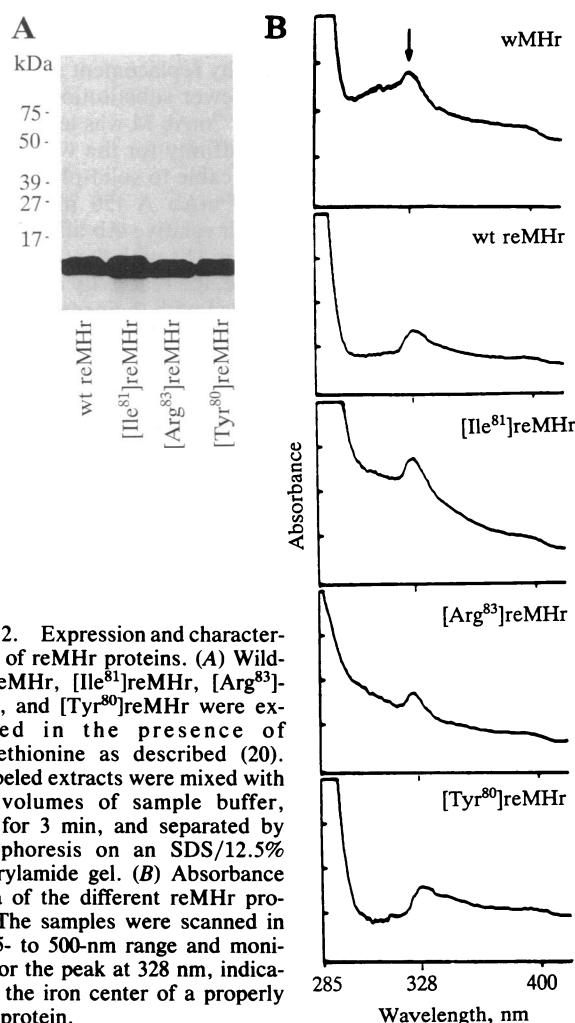 A
kDa
75-
50-
39-
27-
17-
wt reMHr
[Ile81]reMHr
[Arg83]reMHr
[Tyr80]reMHr
B
wMHr
wt reMHr
[Ile81]reMHr
[Arg83]reMHr
[Tyr80]reMHr
Absorbance
285 328 400
Wavelength, nm
2. Expression and character-
of reMHr proteins. (A) Wild-
eMHr, [Ile81]reMHr, [Arg83]-
, and [Tyr80]reMHr were ex-
ed in the presence of
ethionine as described (20).
beled extracts were mixed with
volumes of sample buffer,
for 3 min, and separated by
phoresis on an SDS/12.5%
rylamide gel. (B) Absorbance
of the different reMHr pro-
The samples were scanned in
5- to 500-nm range and moni-
or the peak at 328 nm, indica-
the iron center of a properly
protein.